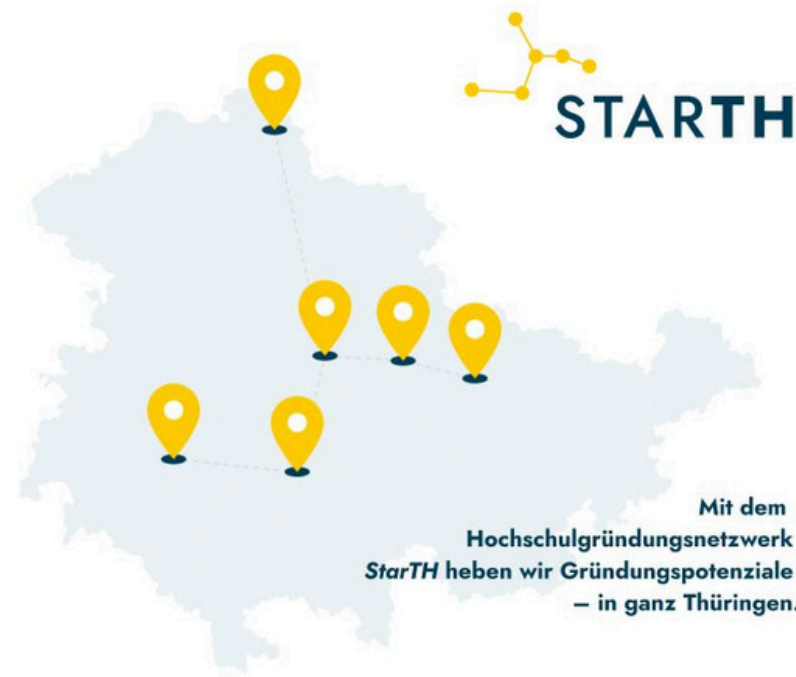 STARTH
Mit dem
Hochschulgründungsnetzwerk
StarTH heben wir Gründungspotenziale
– in ganz Thüringen.